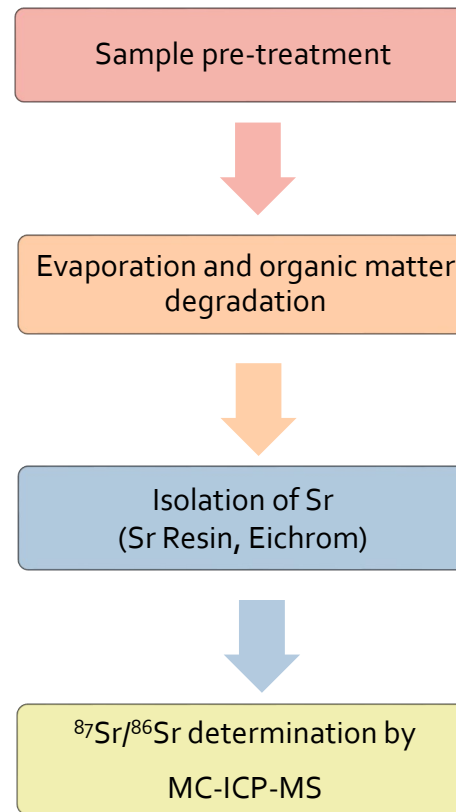 Sample pre-treatment
Evaporation and organic matter
degradation
Isolation of Sr
(Sr Resin, Eichrom)
⁸⁷Sr/⁸⁶Sr determination by
MC-ICP-MS